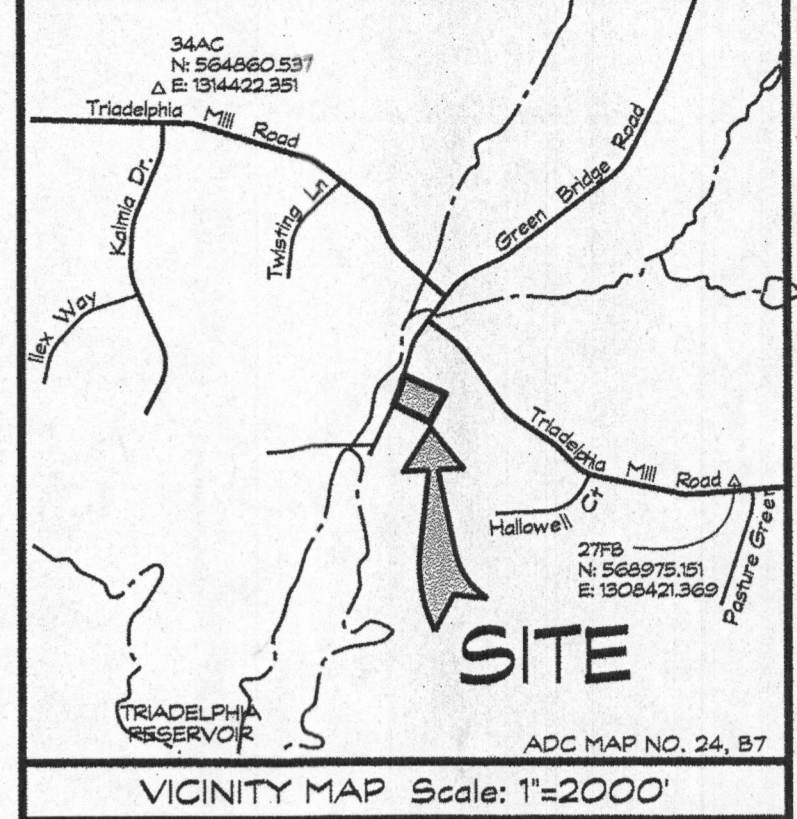 34AC
N: 564860.537
E: 1314422.351
Triadelphia Mill Road
Kalmia Dr.
Twisting Ln
Green Bridge Road
Ilex Way
Triadelphia Mill Road
Hallowell Ct
27FB
N: 568975.151
E: 1308421.369
Pasture Green
SITE
TRIADELPHIA
RESERVOIR
ADC MAP NO. 24, B7
VICINITY MAP Scale: 1"=2000'